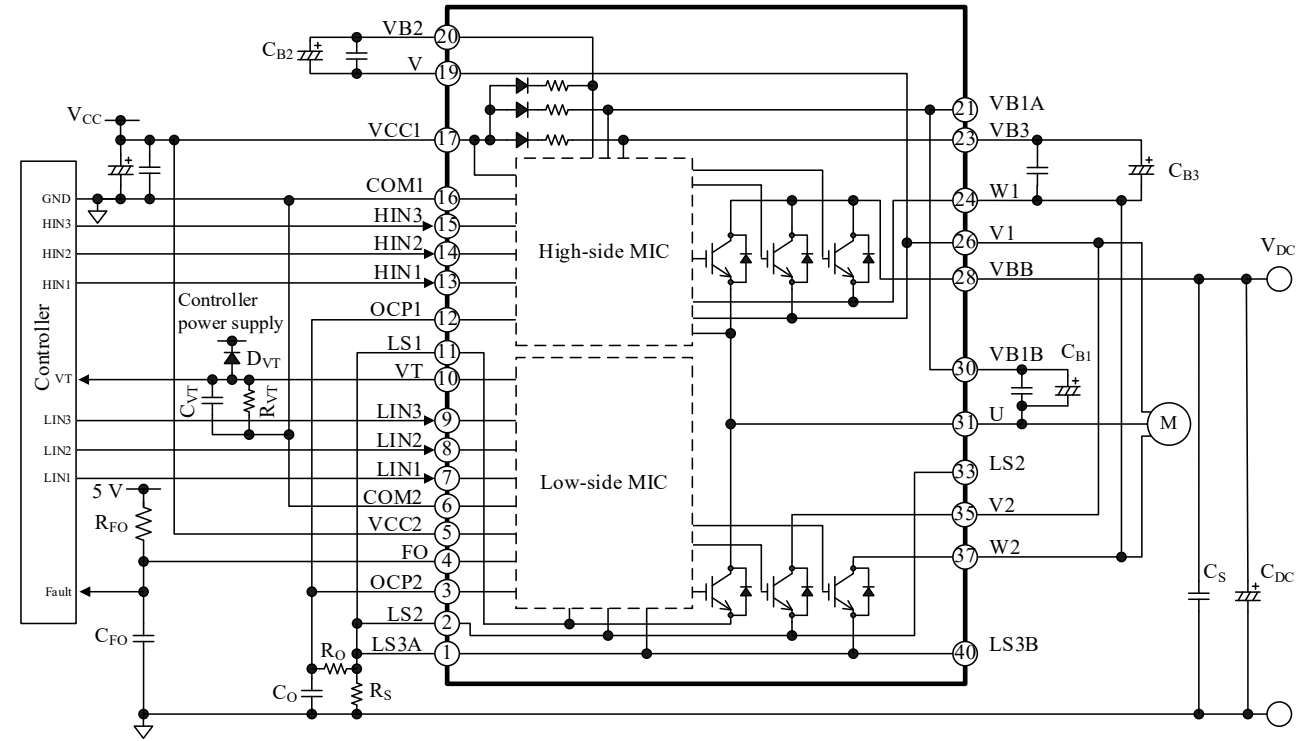 VB2
20
CB2
V
19
VCC
VCC1
17
COM1
16
HIN3
15
HIN2
14
HIN1
13
OCP1
12
LS1
11
VT
10
LIN3
9
LIN2
8
LIN1
7
COM2
6
VCC2
5
FO
4
OCP2
3
LS2
2
LS3A
1
Controller
GND
HIN3
HIN2
HIN1
VT
LIN3
LIN2
LIN1
Fault
Controller
power supply
DVT
CVT
RVT
5 V
RFO
CFO
RO
CO
RS
High-side MIC
Low-side MIC
21
VB1A
23
VB3
CB3
24
W1
26
V1
28
VBB
VDC
30
VB1B
CB1
31
U
M
33
LS2
35
V2
37
W2
40
LS3B
CS
CDC